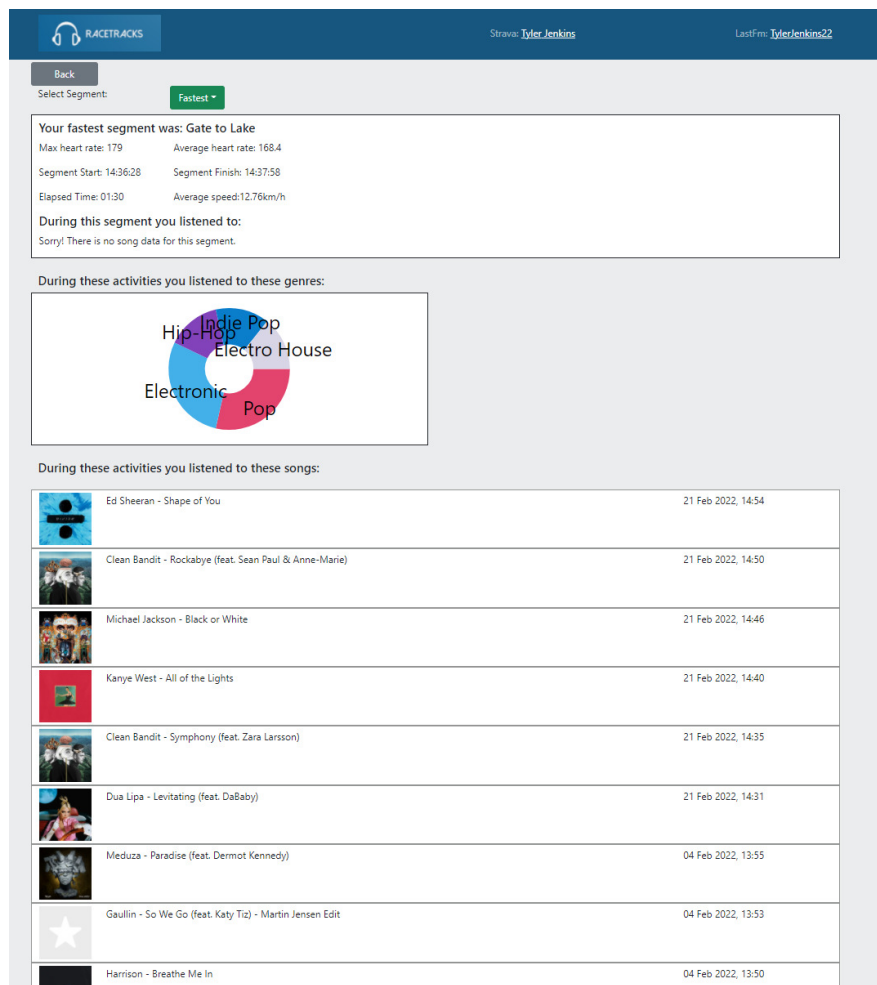 RACETRACKS
Strava: Tyler Jenkins
LastFm: TylerJenkins22
Back
Select Segment:
Fastest
Your fastest segment was: Gate to Lake
Max heart rate: 179
Average heart rate: 168.4
Segment Start: 14:36:28
Segment Finish: 14:37:58
Elapsed Time: 01:30
Average speed:12.76km/h
During this segment you listened to:
Sorry! There is no song data for this segment.
During these activities you listened to these genres:
Indie Pop
Hip-Hop
Electro House
Electronic
Pop
During these activities you listened to these songs:
Ed Sheeran - Shape of You
21 Feb 2022, 14:54
Clean Bandit - Rockabye (feat. Sean Paul & Anne-Marie)
21 Feb 2022, 14:50
Michael Jackson - Black or White
21 Feb 2022, 14:46
Kanye West - All of the Lights
21 Feb 2022, 14:40
Clean Bandit - Symphony (feat. Zara Larsson)
21 Feb 2022, 14:35
Dua Lipa - Levitating (feat. DaBaby)
21 Feb 2022, 14:31
Meduza - Paradise (feat. Dermot Kennedy)
04 Feb 2022, 13:55
Gaullin - So We Go (feat. Katy Tiz) - Martin Jensen Edit
04 Feb 2022, 13:53
Harrison - Breathe Me In
04 Feb 2022, 13:50